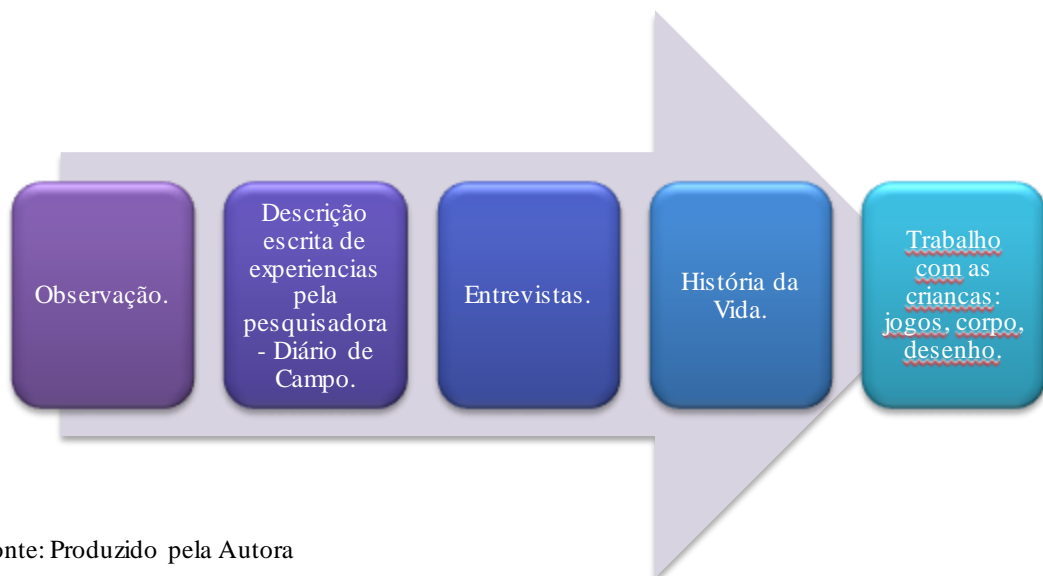 Observação.
Descrição
escrita de
experiencias
pela
pesquisadora
- Diário de
Campo.
Entrevistas.
História da
Vida.
Trabalho
com as
criancas:
jogos, corpo,
desenho.
onte: Produzido pela Autora